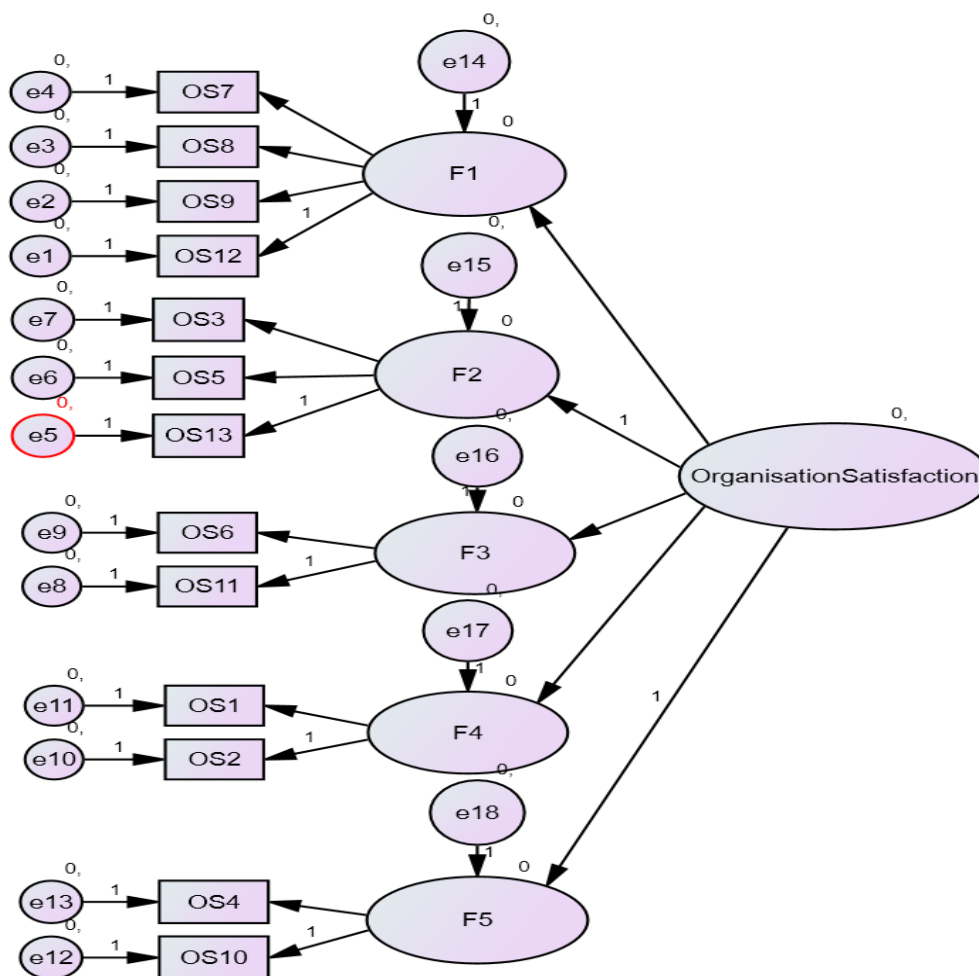 0,
e14
1
0
F1
0,
e4
1
OS7
0,
e3
1
OS8
0,
e2
1
OS9
0,
e1
1
OS12
1
0,
e15
1
0
F2
0,
e7
1
OS3
0,
e6
1
OS5
0,
e5
1
OS13
1
1
0,
OrganisationSatisfaction
0,
e16
1
0
F3
0,
e9
1
OS6
0,
e8
1
OS11
1
0,
e17
1
0
F4
0,
e11
1
OS1
0,
e10
1
OS2
1
1
0,
e18
1
0
F5
0,
e13
1
OS4
0,
e12
1
OS10
1